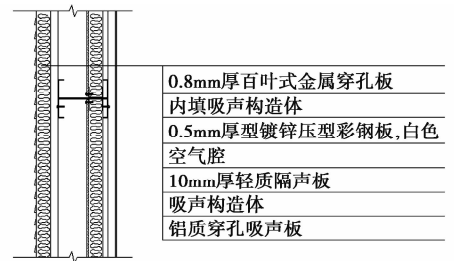 0.8mm厚百叶式金属穿孔板
内填吸声构造体
0.5mm厚型镀锌压型彩钢板,白色
空气腔
10mm厚轻质隔声板
吸声构造体
铝质穿孔吸声板